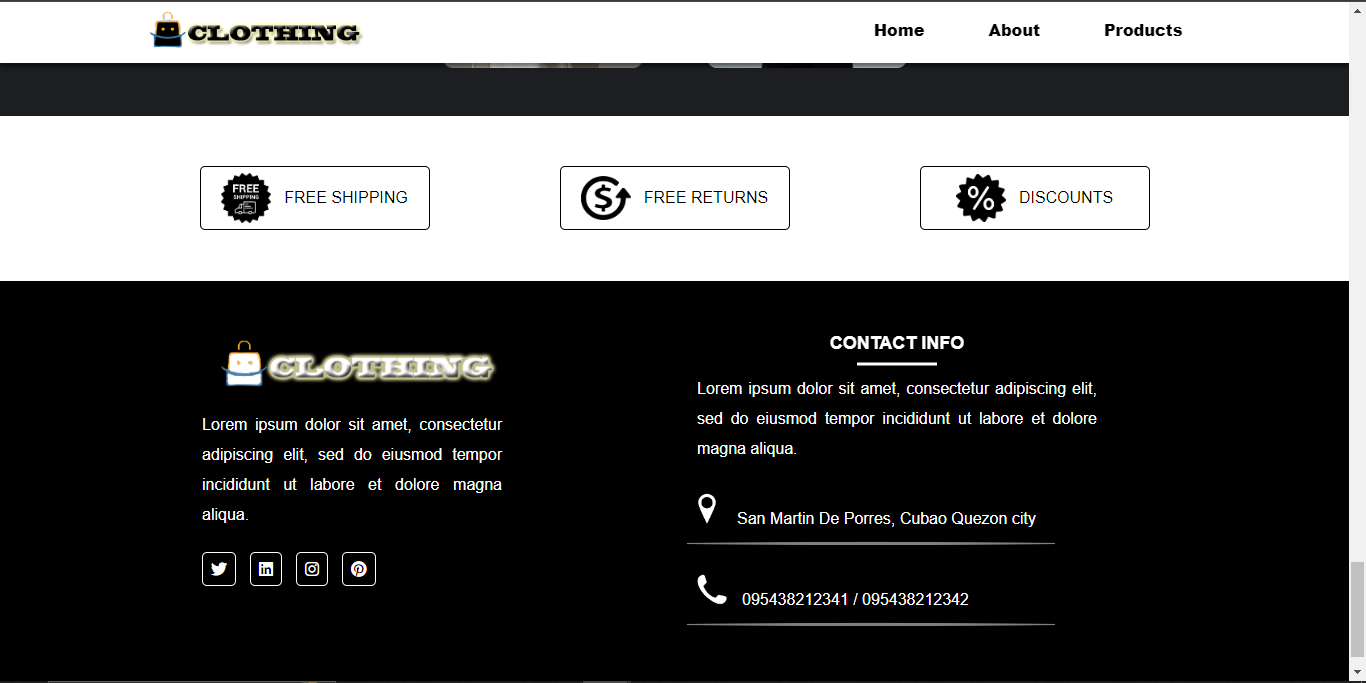 CLOTHING
Home About Products
FREE SHIPPING FREE SHIPPING
FREE RETURNS
% DISCOUNTS
CLOTHING
Lorem ipsum dolor sit amet, consectetur
adipiscing elit, sed do eiusmod tempor
incididunt ut labore et dolore magna
aliqua.
CONTACT INFO
Lorem ipsum dolor sit amet, consectetur adipiscing elit,
sed do eiusmod tempor incididunt ut labore et dolore
magna aliqua.
San Martin De Porres, Cubao Quezon city
095438212341 / 095438212342